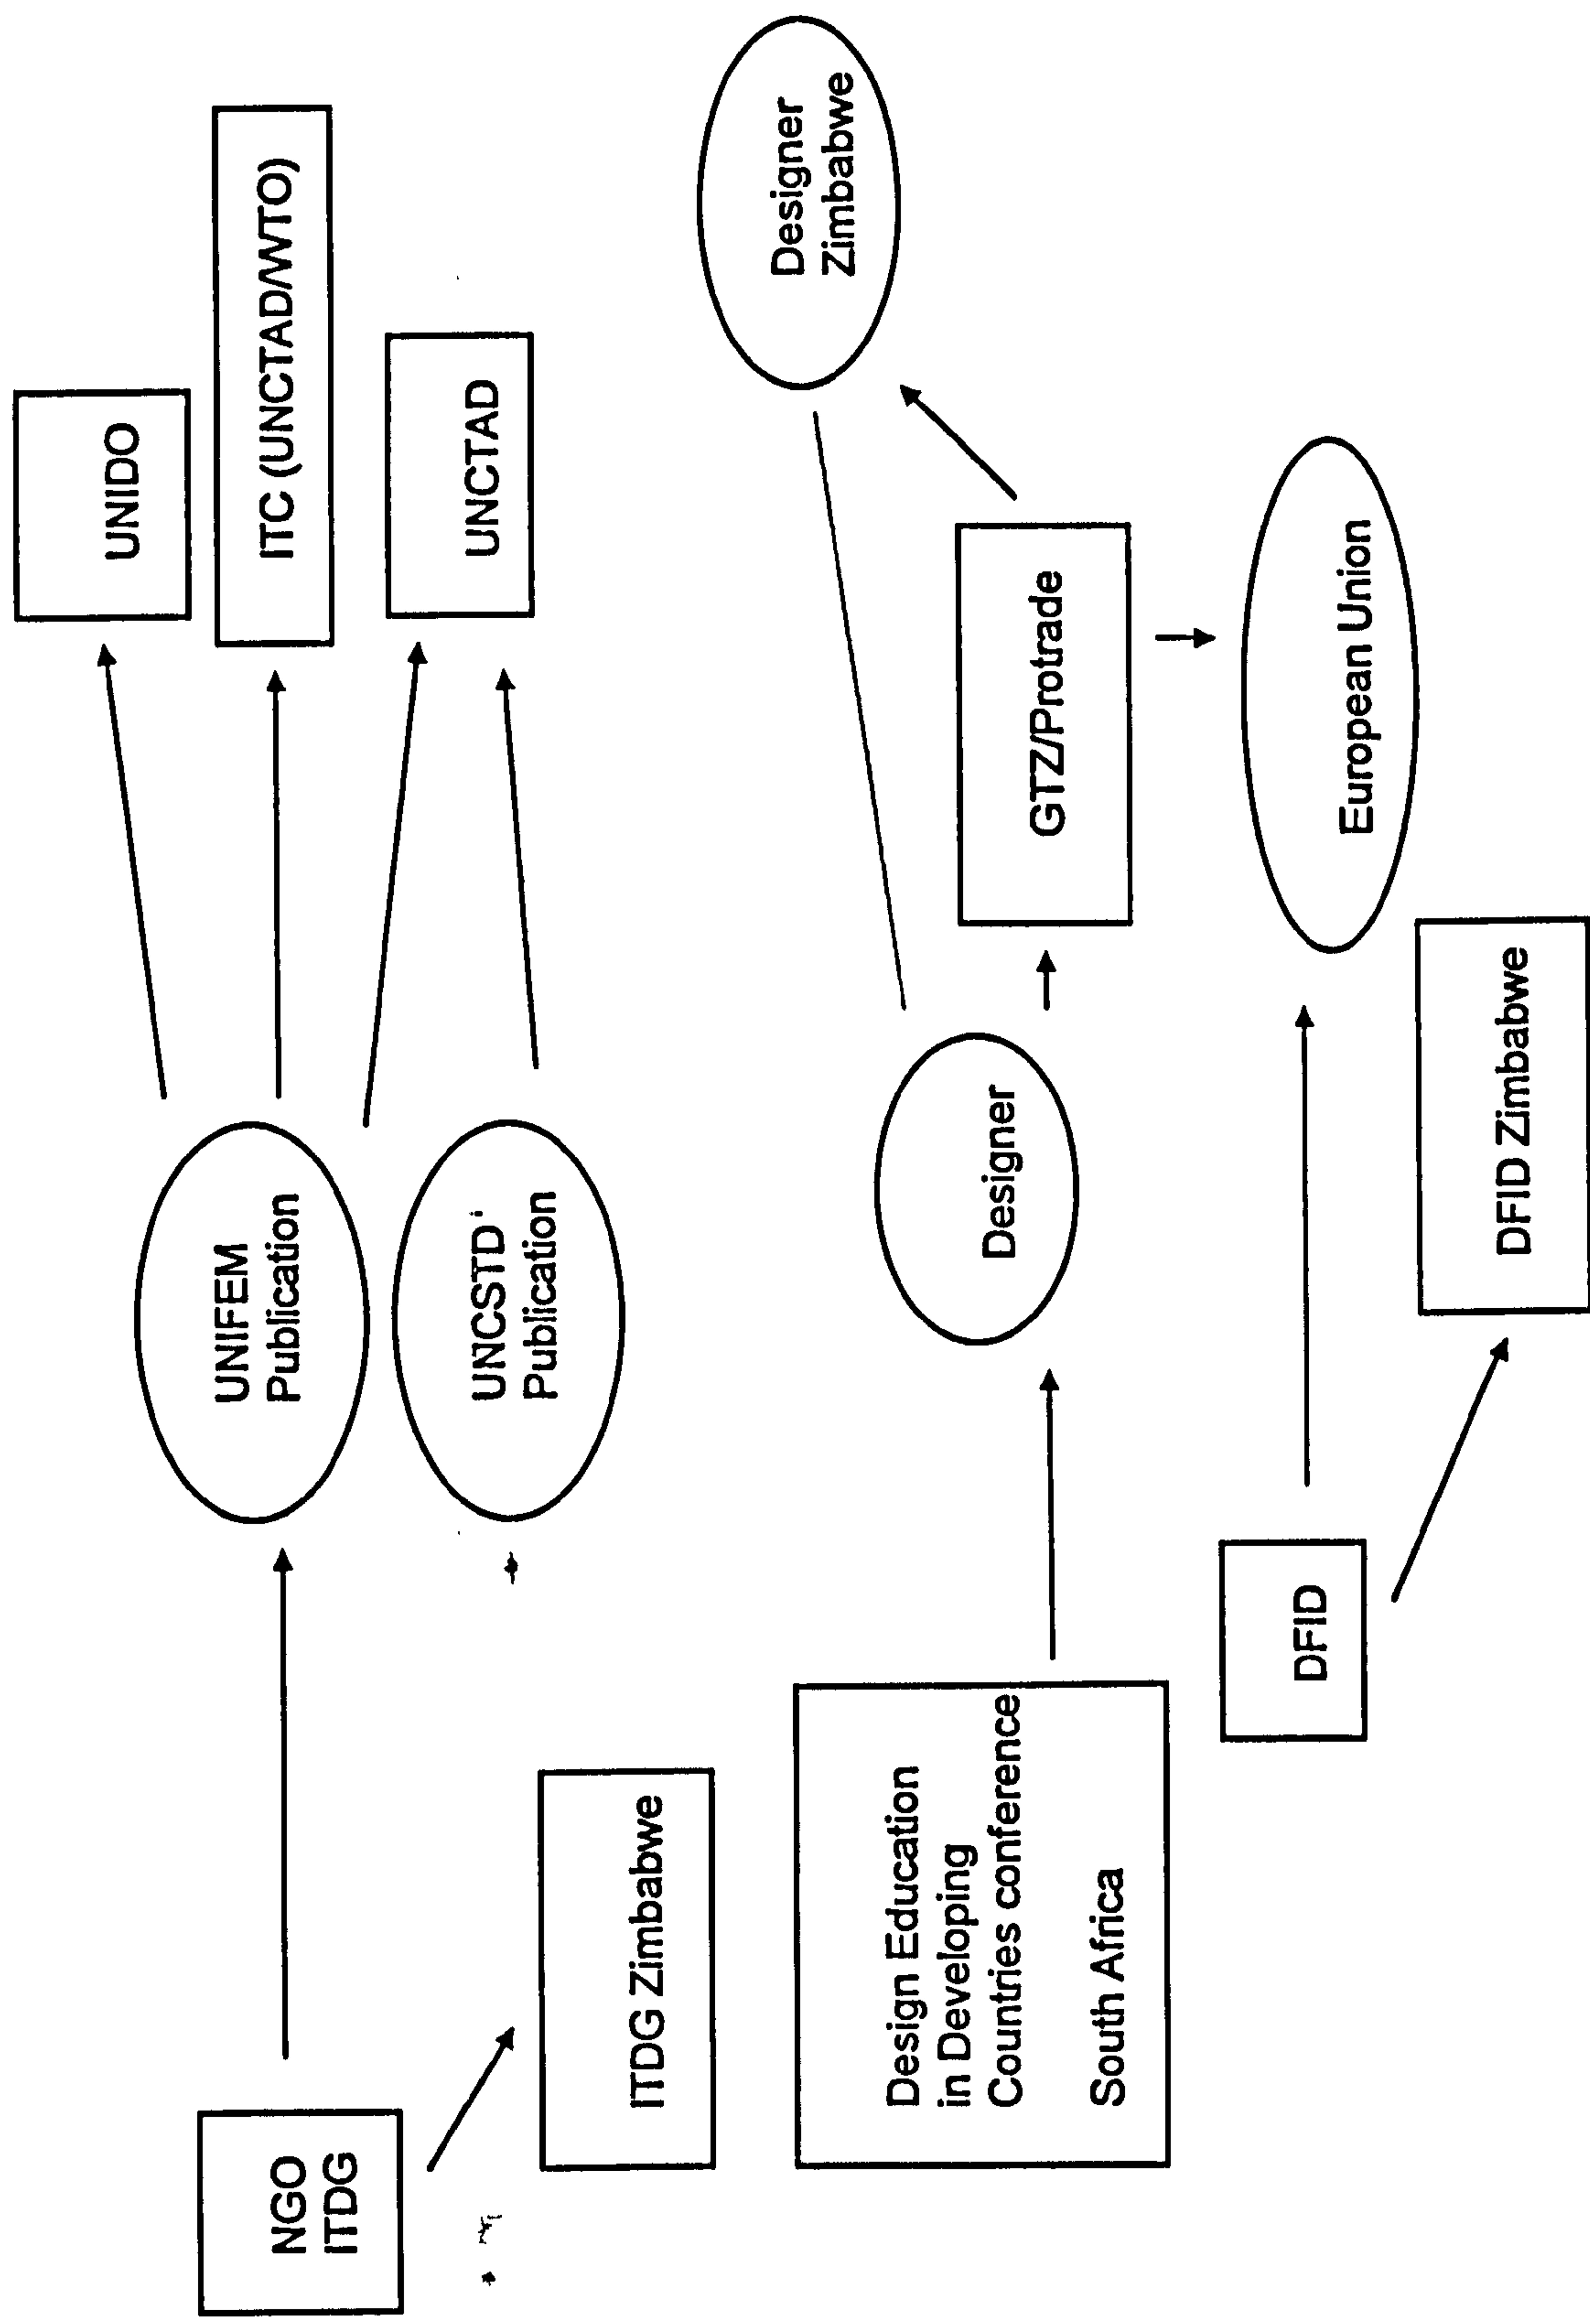 NGO
ITDG
UNIFEM
Publication
UNIDO
ITC (UNCTAD/WTO)
UNCSTD
Publication
UNCTAD
ITDG Zimbabwe
Design Education
in Developing
Countries conference
South Africa
Designer
Designer
Zimbabwe
GTZ/Protrade
DFID
European Union
DFID Zimbabwe